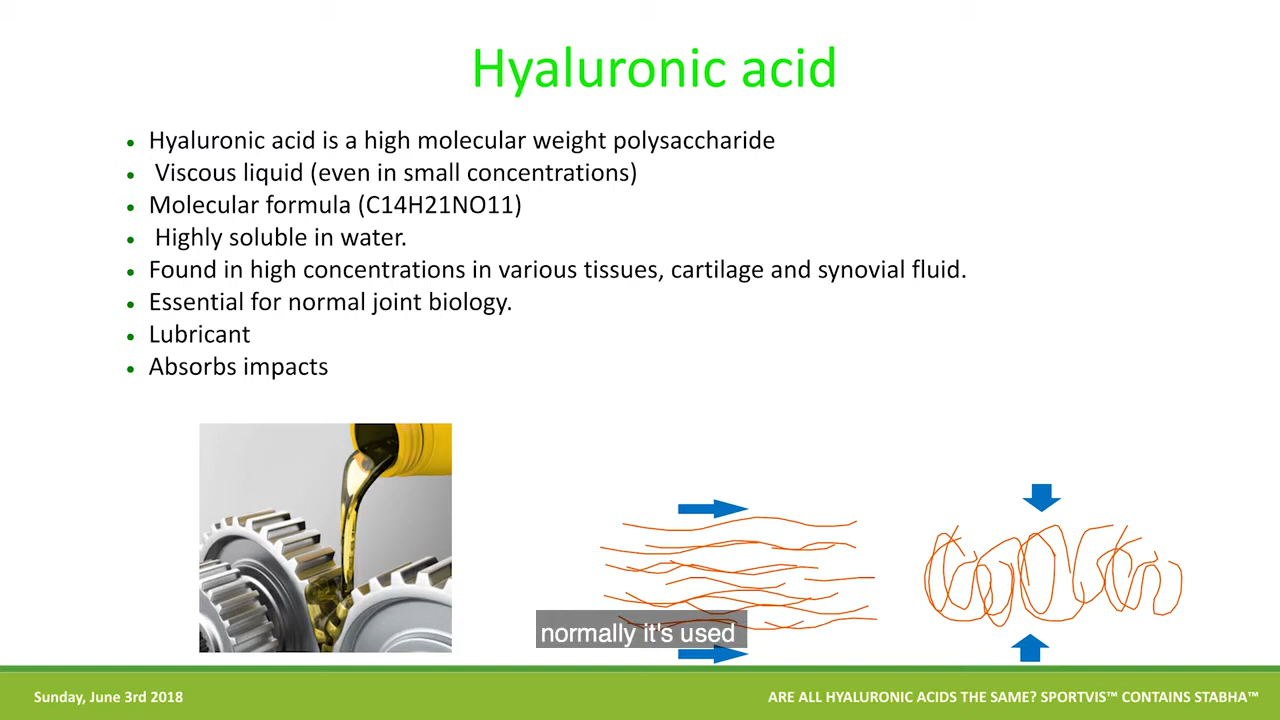 Hyaluronic acid
• Hyaluronic acid is a high molecular weight polysaccharide
• Viscous liquid (even in small concentrations)
• Molecular formula (C14H21NO11)
• Highly soluble in water.
• Found in high concentrations in various tissues, cartilage and synovial fluid.
• Essential for normal joint biology.
• Lubricant
• Absorbs impacts
normally it's used
Sunday, June 3rd 2018
ARE ALL HYALURONIC ACIDS THE SAME? SPORTVIS™ CONTAINS STABHA™